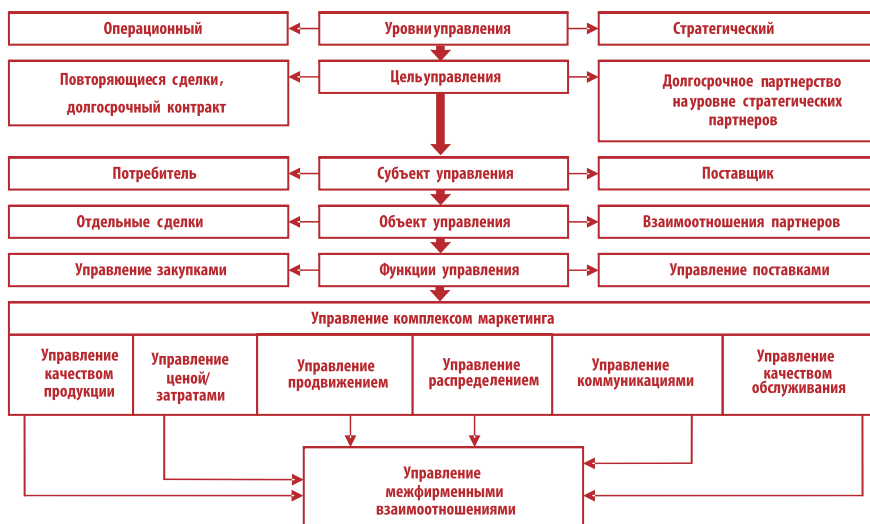 Операционный
Уровни управления
Стратегический
Повторяющиеся сделки,
долгосрочный контракт
Цель управления
Долгосрочное партнерство
на уровне стратегических
партнеров
Потребитель
Субъект управления
Поставщик
Отдельные сделки
Объект управления
Взаимоотношения партнеров
Управление закупками
Функции управления
Управление поставками
Управление комплексом маркетинга
Управление
качеством
продукции
Управление
ценой/
затратами
Управление
продвижением
Управление
распределением
Управление
коммуникациями
Управление
качеством
обслуживания
Управление
межфирменными
взаимоотношениями